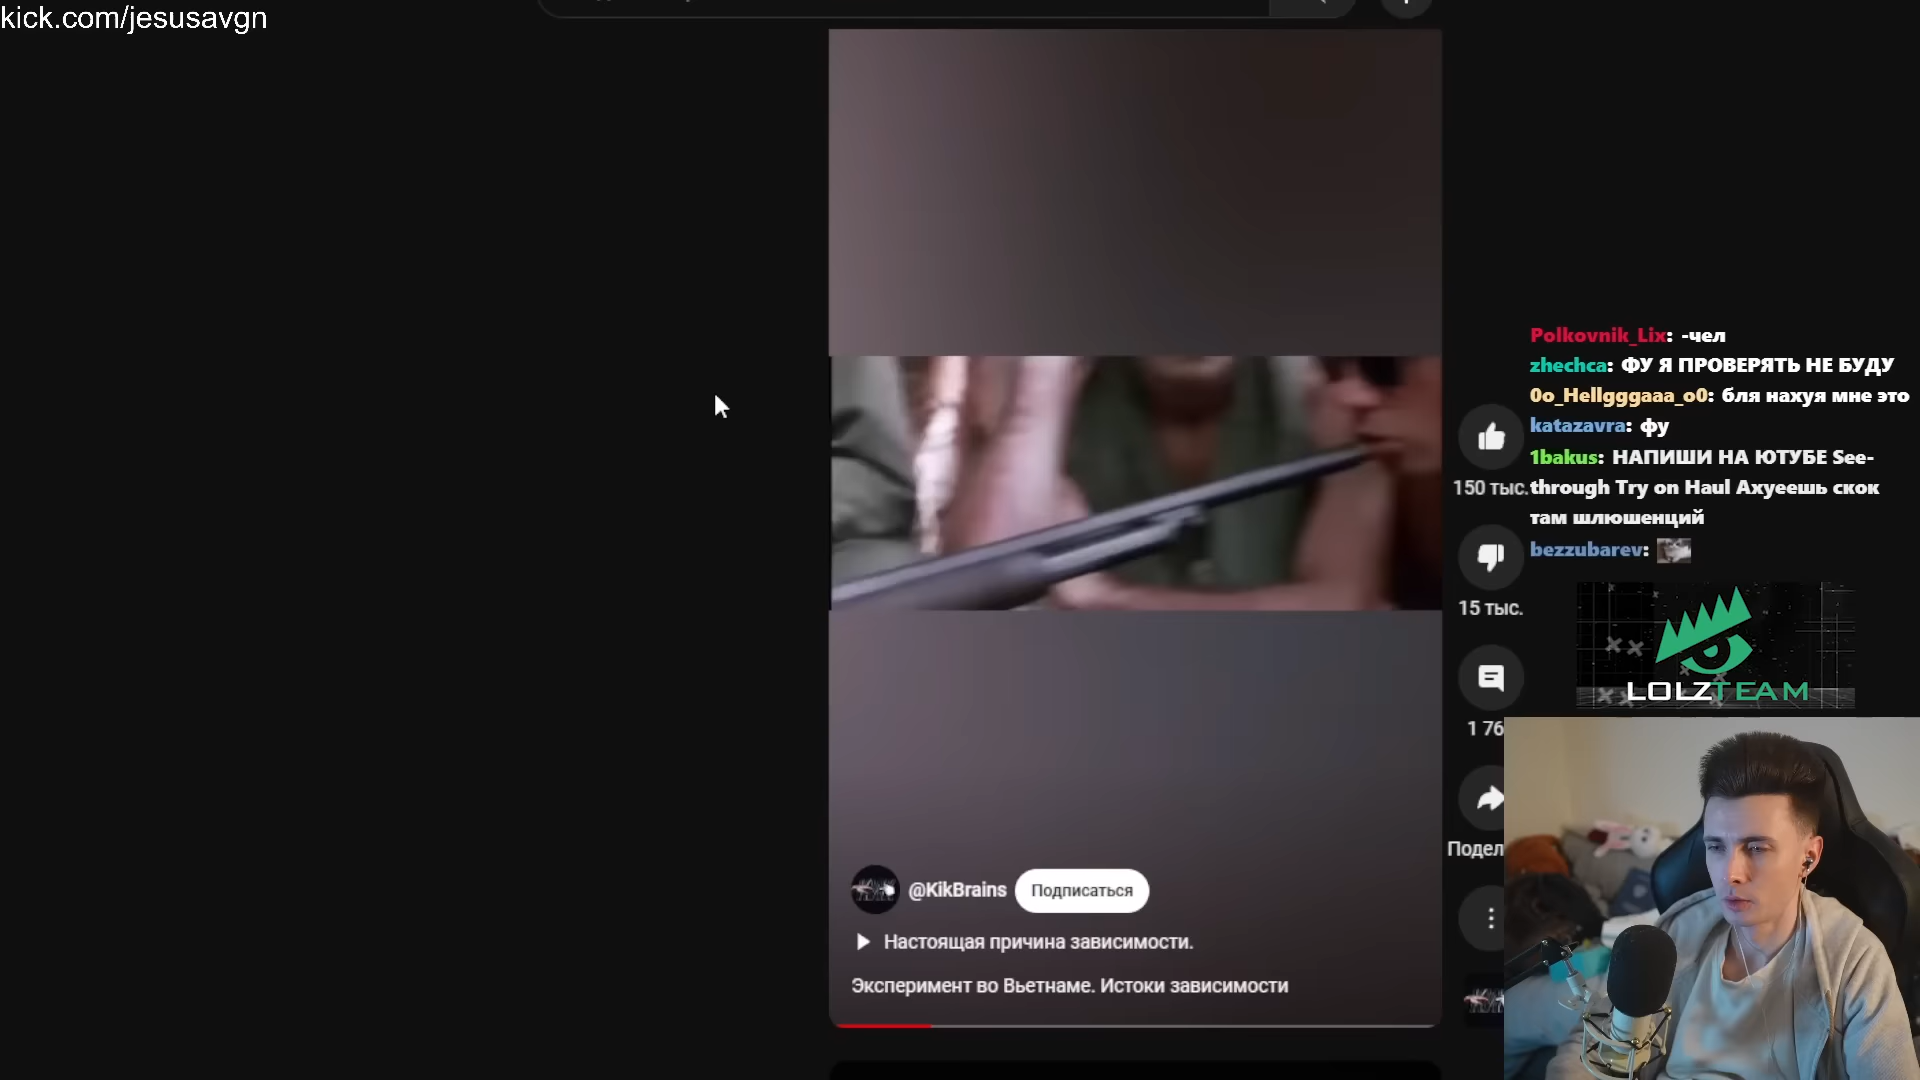 kick.com/jesusavgn
Polkovnik_Lix: -чел
zhechca: ФУ Я ПРОВЕРЯТЬ НЕ БУДУ
0o_Hellgggaaa_o0: бля нахуя мне это
katazavra: фу
1bakus: НАПИШИ НА ЮТУБЕ See-
through Try on Haul Ахуеешь скок
там шлюшенций
bezzubarev:
150 тыс.
15 тыс.
1 76
Подел
LOLZTEAM
@KikBrains
Подписаться
Настоящая причина зависимости.
Эксперимент во Вьетнаме. Истоки зависимости